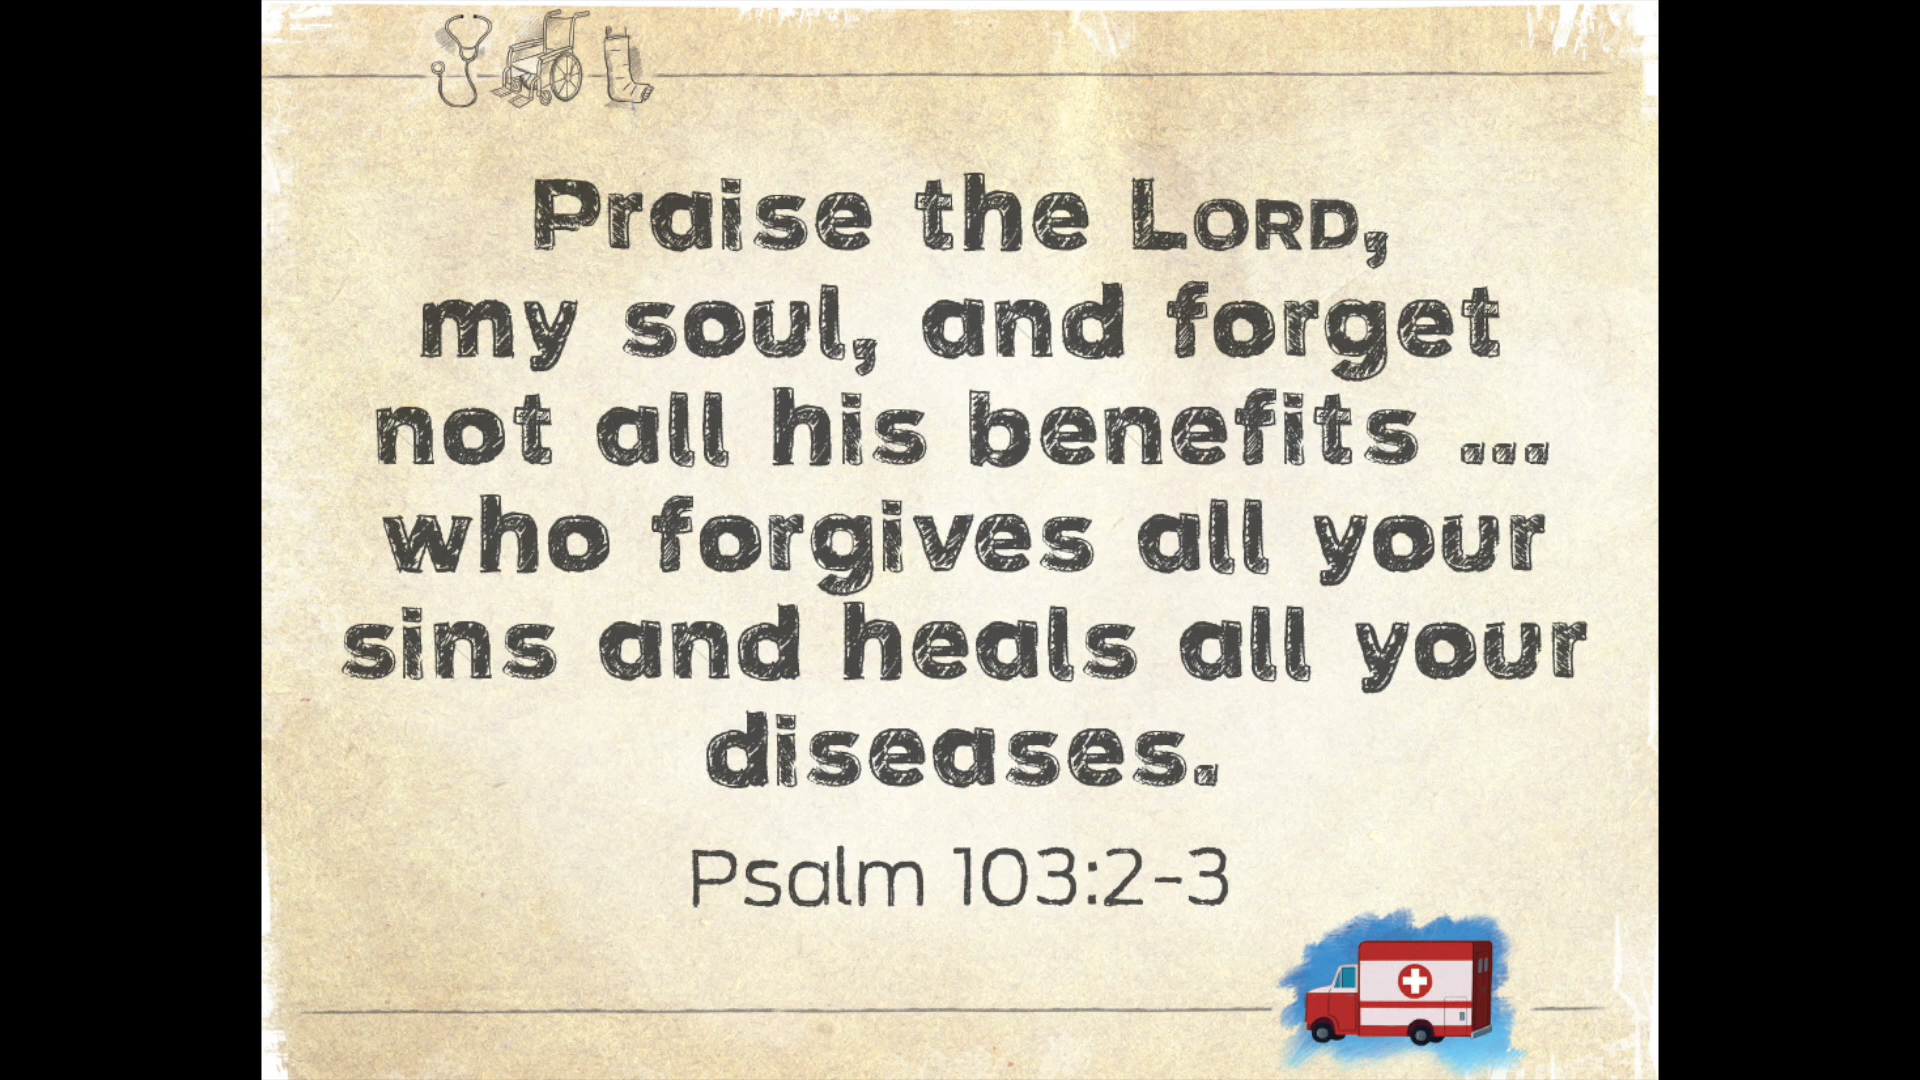 Praise the LORD,
my soul, and forget
not all his benefits ...
who forgives all your
sins and heals all your
diseases.
Psalm 103:2-3